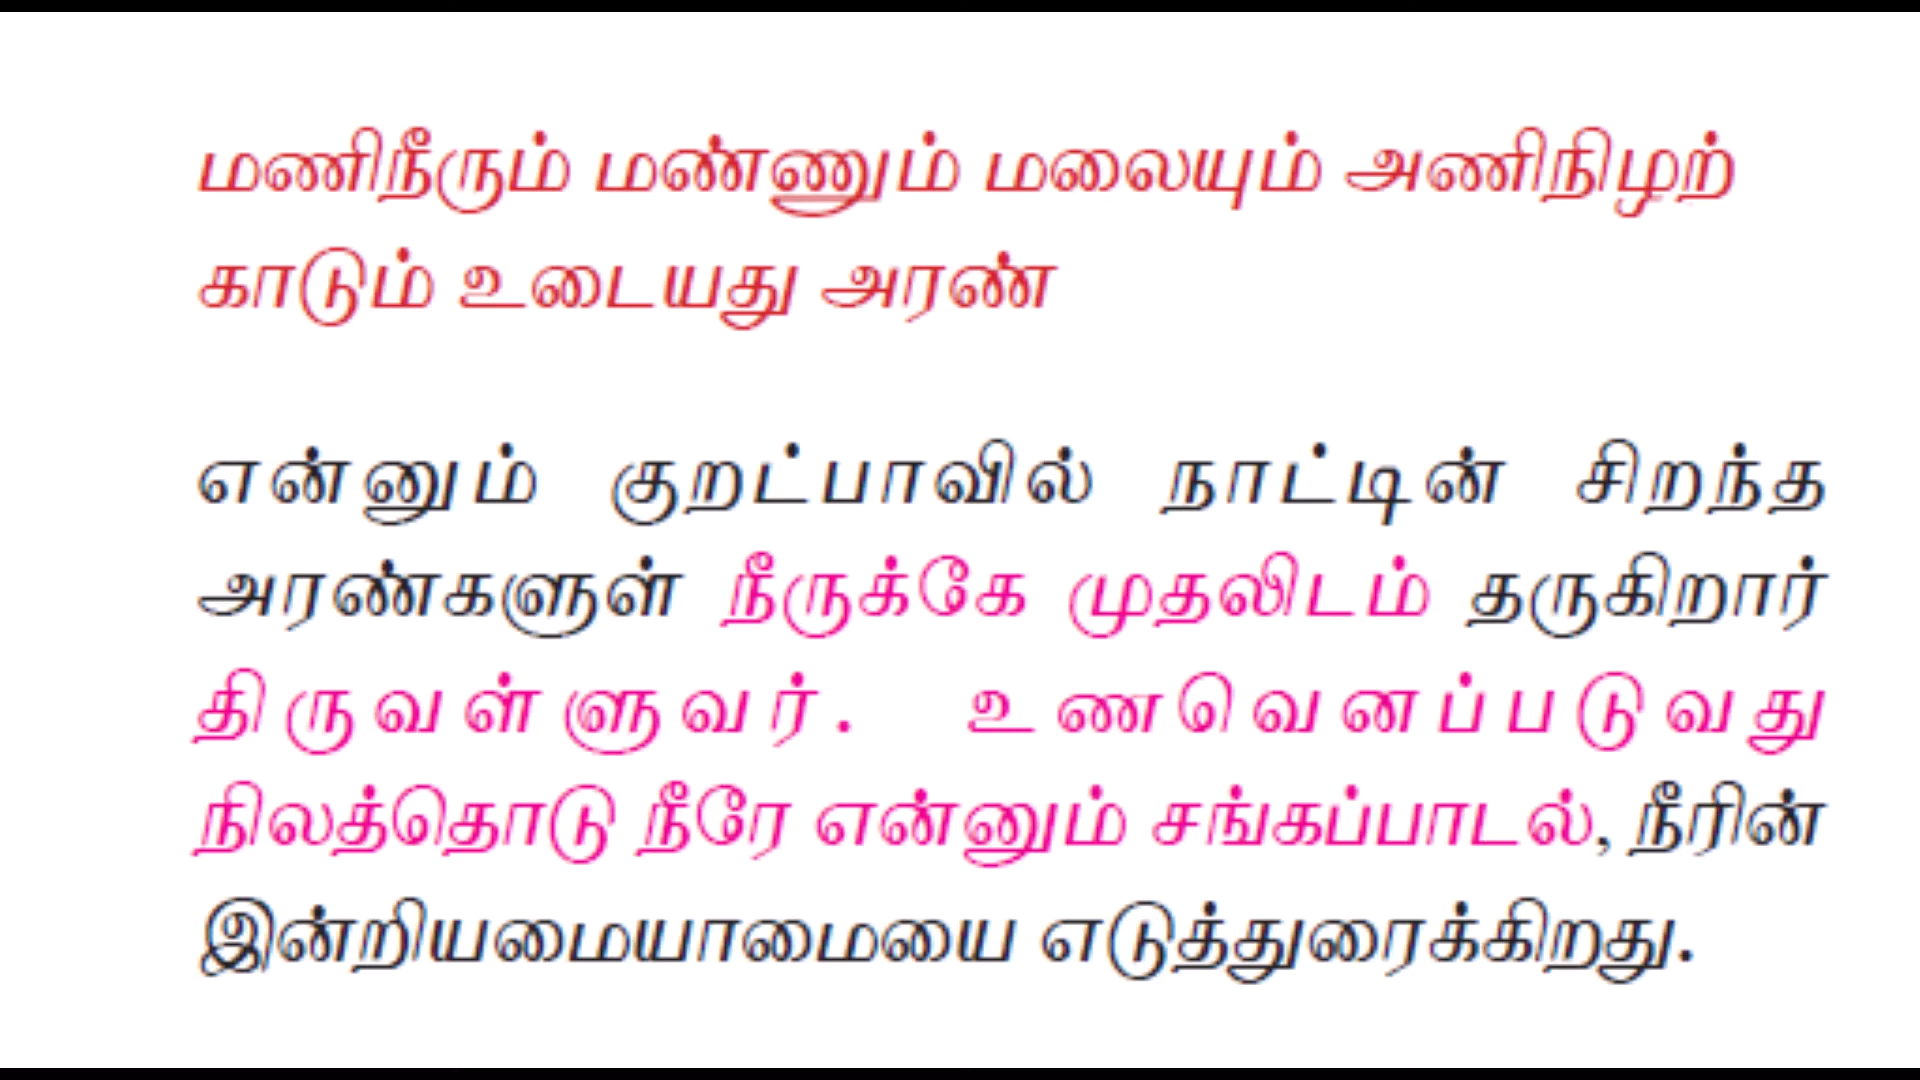 மணிநீரும் மண்ணும் மலையும் அணிநிழற்
காடும் உடையது அரண்
என்னும் குறட்பாவில் நாட்டின் சிறந்த
அரண்களுள் நீருக்கே முதலிடம் தருகிறார்
திருவள்ளுவர். உணவெனப்படுவது
நிலத்தொடு நீரே என்னும் சங்கப்பாடல், நீரின்
இன்றியமையாமையை எடுத்துரைக்கிறது.